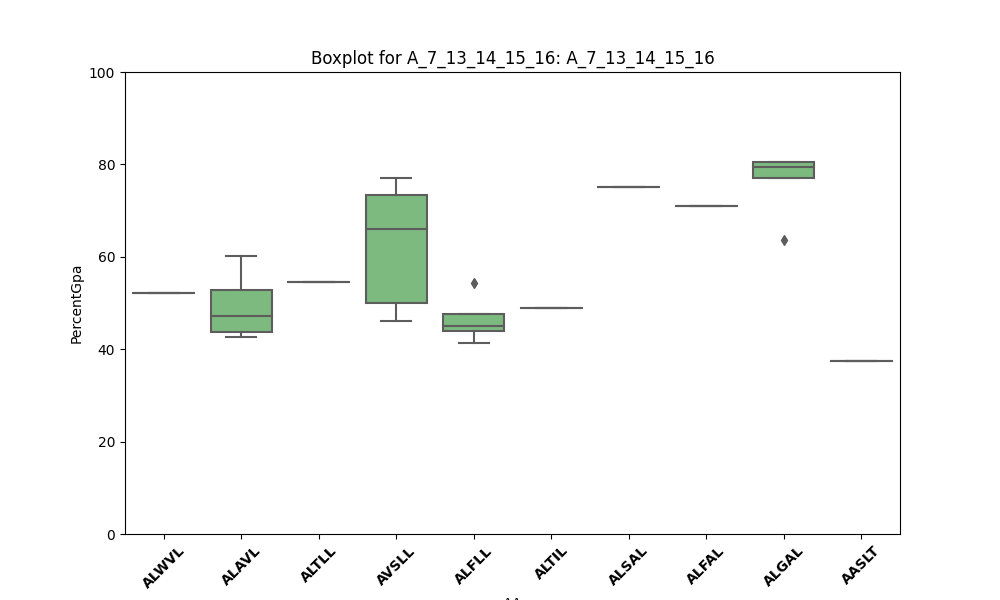 Boxplot for A_7_13_14_15_16: A_7_13_14_15_16
100
80
60
40
20
0
PercentGpa
ALWVL
ALAVL
ALTLL
AVSLL
ALFLL
ALTIL
ALSAL
ALFAL
ALGAL
AASLT